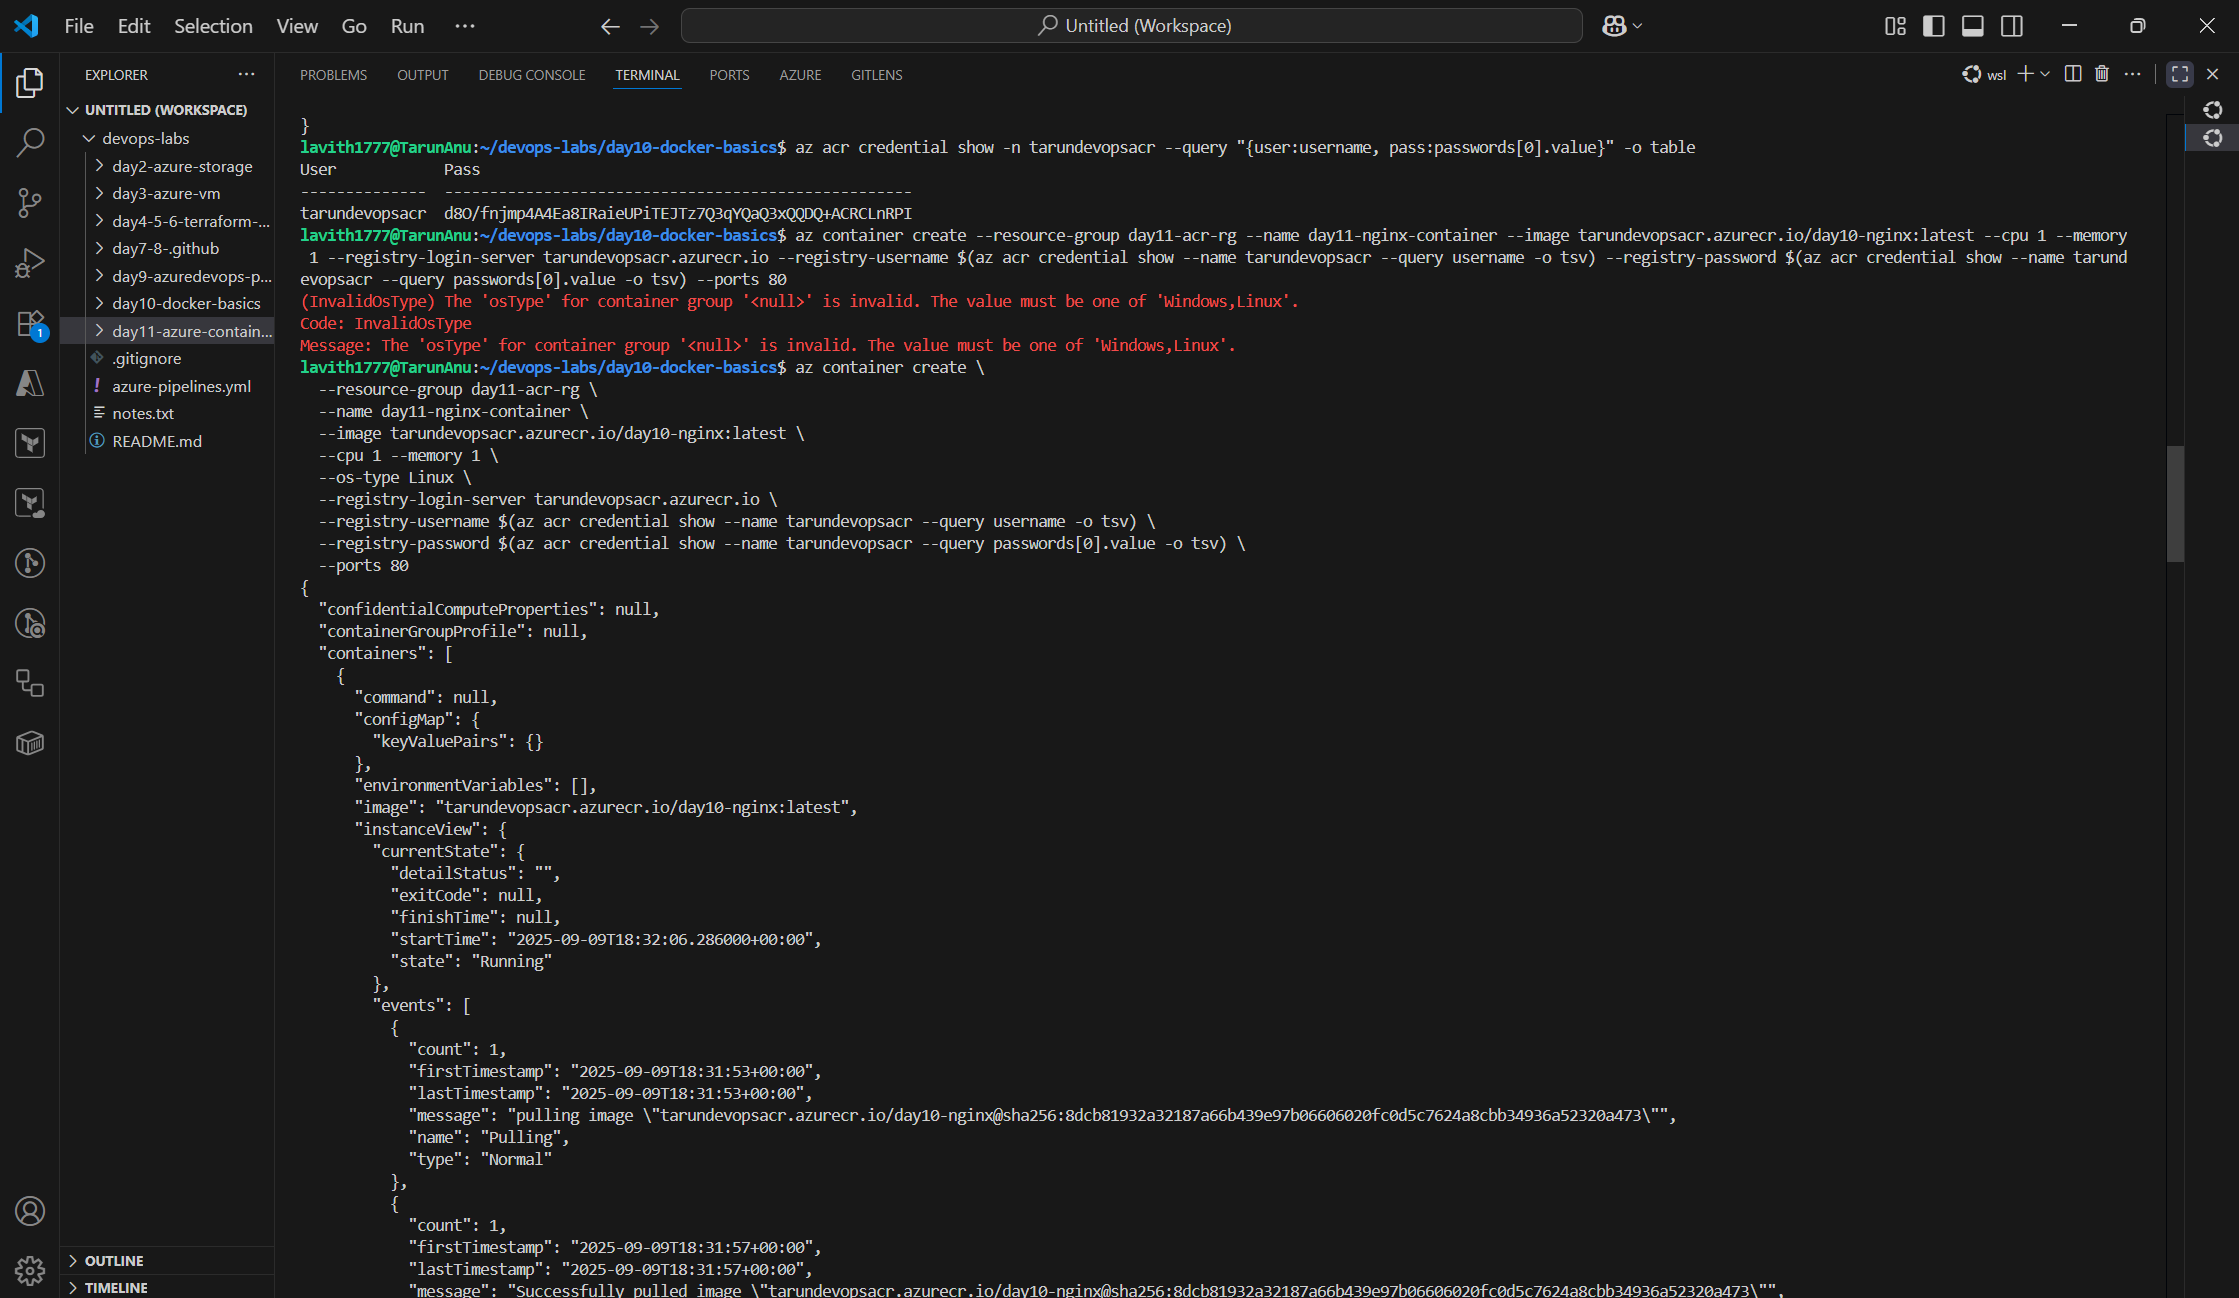 File Edit Selection View Go Run ··· Untitled (Workspace)
EXPLORER ···
UNTITLED (WORKSPACE)
devops-labs
day2-azure-storage
day3-azure-vm
day4-5-6-terraform-...
day7-8-.github
day9-azuredevops-p...
day10-docker-basics
day11-azure-contain...
.gitignore
! azure-pipelines.yml
notes.txt
README.md
1
OUTLINE
TIMELINE
PROBLEMS OUTPUT DEBUG CONSOLE TERMINAL PORTS AZURE GITLENS
wsl
}
lavith1777@TarunAnu:~/devops-labs/day10-docker-basics$ az acr credential show -n tarundevopsacr --query "{user:username, pass:passwords[0].value}" -o table
User Pass
-------------- ----------------------------------------------------
tarundevopsacr d8O/fnjmp4A4Ea8IRaieUPiTEJTz7Q3qYQaQ3xQQDQ+ACRCLnRPI
lavith1777@TarunAnu:~/devops-labs/day10-docker-basics$ az container create --resource-group day11-acr-rg --name day11-nginx-container --image tarundevopsacr.azurecr.io/day10-nginx:latest --cpu 1 --memory
1 --registry-login-server tarundevopsacr.azurecr.io --registry-username $(az acr credential show --name tarundevopsacr --query username -o tsv) --registry-password $(az acr credential show --name tarund
evopsacr --query passwords[0].value -o tsv) --ports 80
(InvalidOsType) The 'osType' for container group '<null>' is invalid. The value must be one of 'Windows,Linux'.
Code: InvalidOsType
Message: The 'osType' for container group '<null>' is invalid. The value must be one of 'Windows,Linux'.
lavith1777@TarunAnu:~/devops-labs/day10-docker-basics$ az container create \
--resource-group day11-acr-rg \
--name day11-nginx-container \
--image tarundevopsacr.azurecr.io/day10-nginx:latest \
--cpu 1 --memory 1 \
--os-type Linux \
--registry-login-server tarundevopsacr.azurecr.io \
--registry-username $(az acr credential show --name tarundevopsacr --query username -o tsv) \
--registry-password $(az acr credential show --name tarundevopsacr --query passwords[0].value -o tsv) \
--ports 80
{
"confidentialComputeProperties": null,
"containerGroupProfile": null,
"containers": [
{
"command": null,
"configMap": {
"keyValuePairs": {}
},
"environmentVariables": [],
"image": "tarundevopsacr.azurecr.io/day10-nginx:latest",
"instanceView": {
"currentState": {
"detailStatus": "",
"exitCode": null,
"finishTime": null,
"startTime": "2025-09-09T18:32:06.286000+00:00",
"state": "Running"
},
"events": [
{
"count": 1,
"firstTimestamp": "2025-09-09T18:31:53+00:00",
"lastTimestamp": "2025-09-09T18:31:53+00:00",
"message": "pulling image \"tarundevopsacr.azurecr.io/day10-nginx@sha256:8dcb81932a32187a66b439e97b06606020fc0d5c7624a8cbb34936a52320a473\"",
"name": "Pulling",
"type": "Normal"
},
{
"count": 1,
"firstTimestamp": "2025-09-09T18:31:57+00:00",
"lastTimestamp": "2025-09-09T18:31:57+00:00",
"message": "Successfully pulled image \"tarundevopsacr.azurecr.io/day10-nginx@sha256:8dcb81932a32187a66b439e97b06606020fc0d5c7624a8cbb34936a52320a473\"",